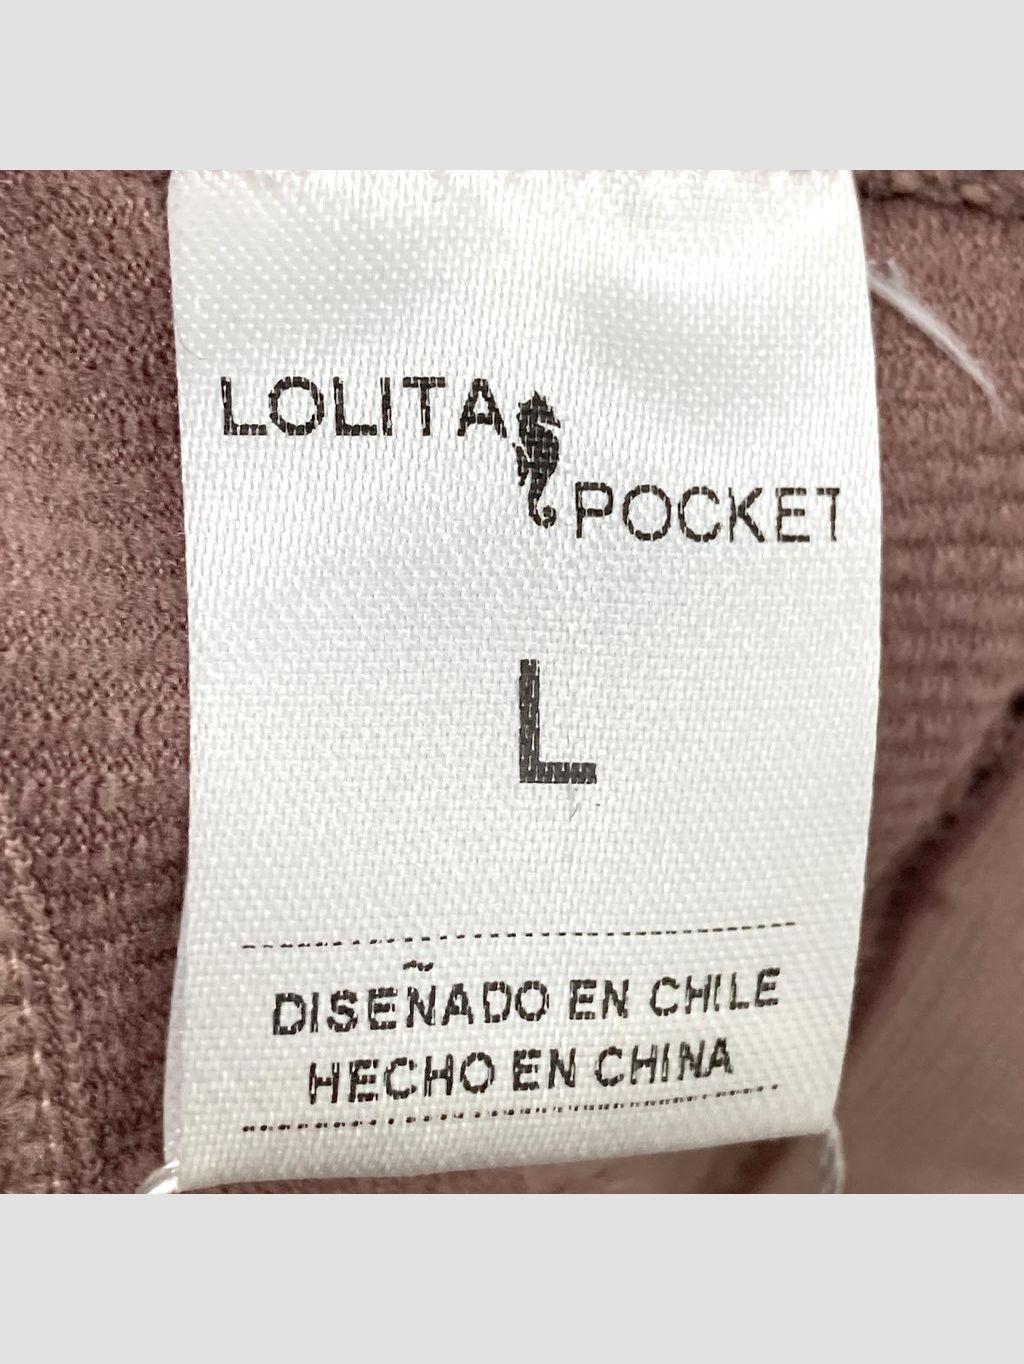 LOLITA
POCKET
L
DISEÑADO EN CHILE
HECHO EN CHINA